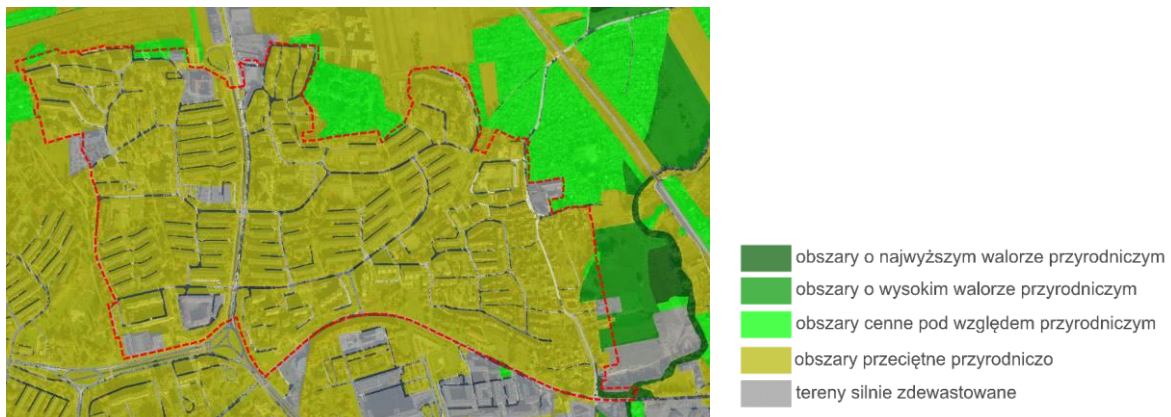 obszary o najwyższym walorze przyrodniczym
obszary o wysokim walorze przyrodniczym
obszary cenne pod względem przyrodniczym
obszary przeciętne przyrodniczo
tereny silnie zdewastowane